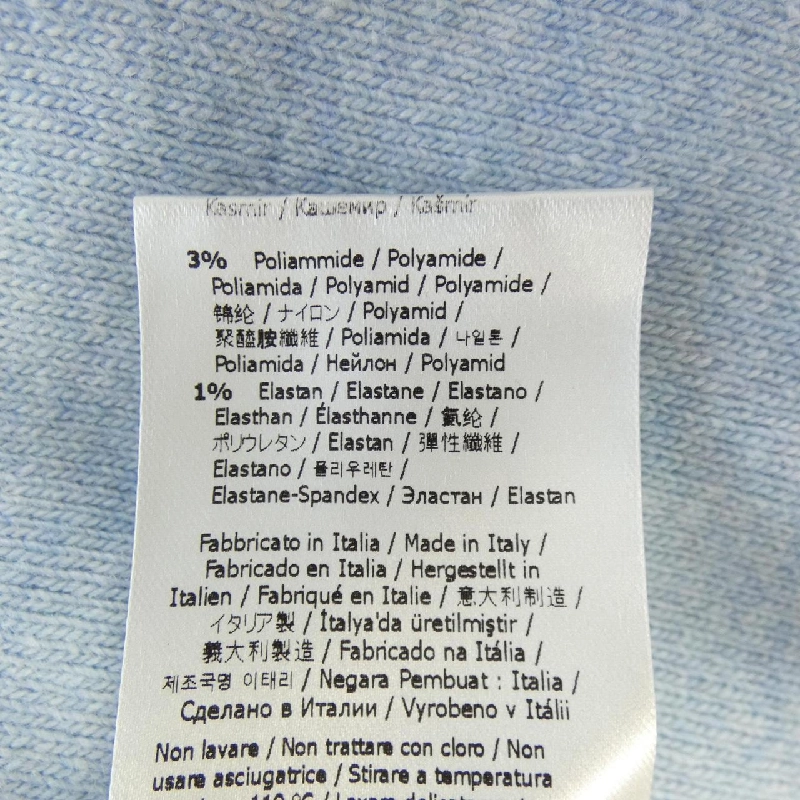 Kasmir / Кашемир / Kašmír
3% Poliammide / Polyamide /
Poliamida / Polyamid / Polyamide /
锦纶 / ナイロン / Polyamid /
聚醯胺纖維 / Poliamida / 나일론 /
Poliamida / Нейлон / Polyamid
1% Elastan / Elastane / Elastano /
Elasthan / Élasthanne / 氨纶 /
ポリウレタン / Elastan / 彈性纖維 /
Elastano / 폴리우레탄 /
Elastane-Spandex / Эластан / Elastan
Fabbricato in Italia / Made in Italy /
Fabricado en Italia / Hergestellt in
Italien / Fabriqué en Italie / 意大利制造 /
イタリア製 / İtalya'da üretilmiştir /
義大利製造 / Fabricado na Itália /
제조국명 이태리 / Negara Pembuat : Italia /
Сделано в Италии / Vyrobeno v Itálii
Non lavare / Non trattare con cloro / Non
usare asciugatrice / Stirare a temperatura
110 °C /